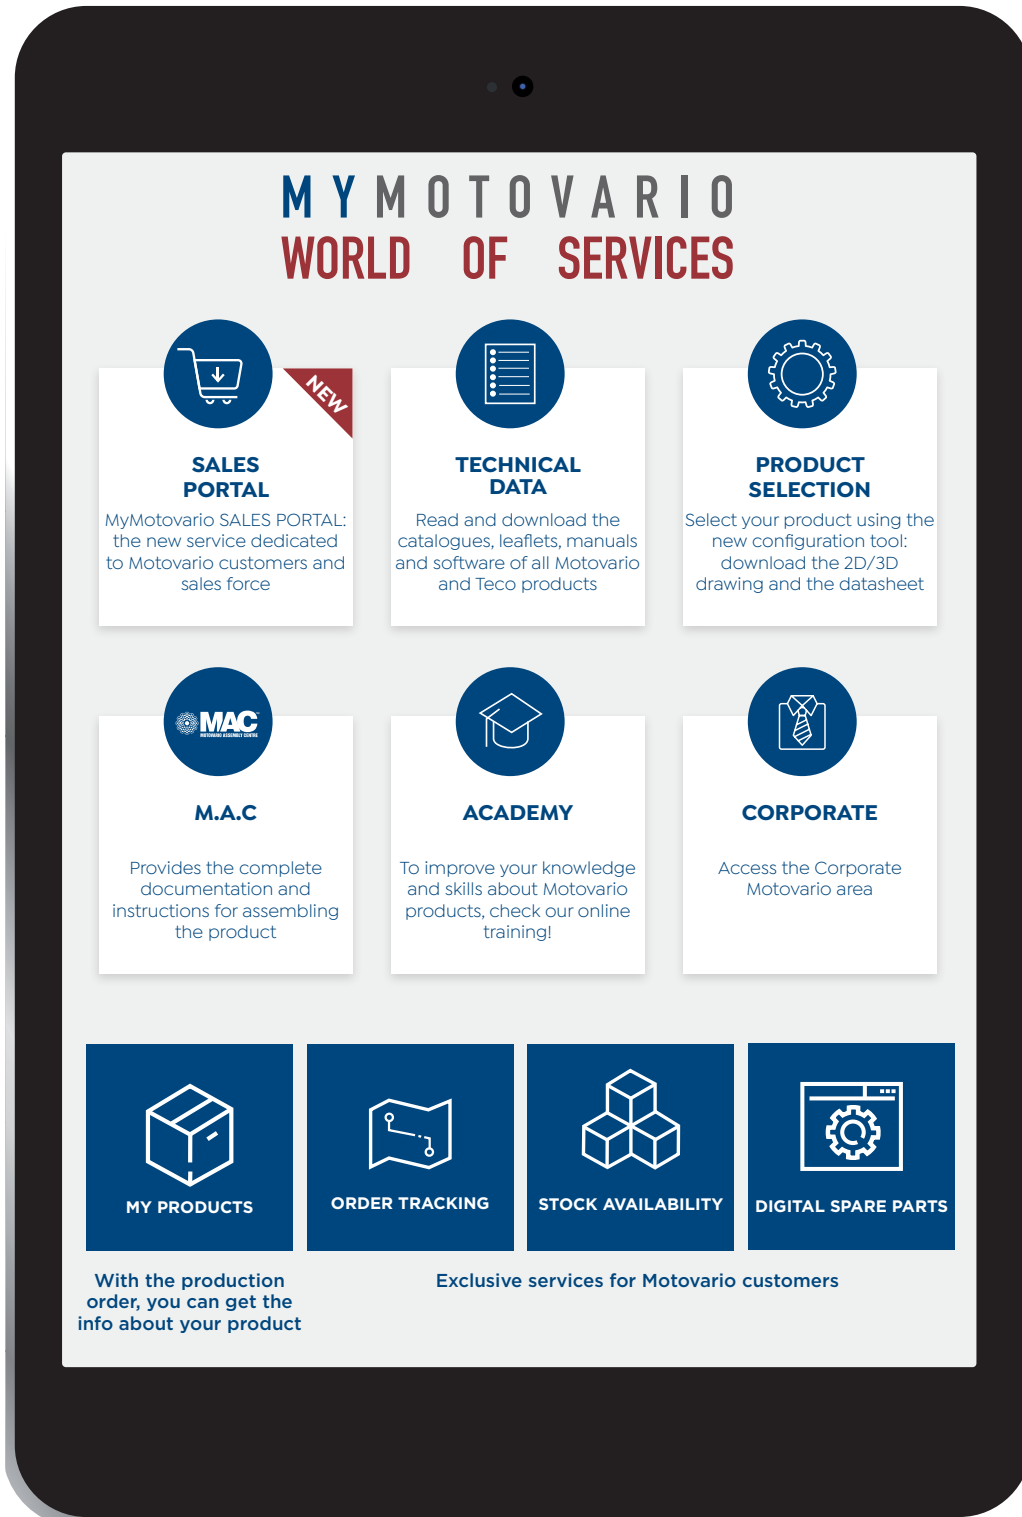 MYMOTOVARIO
WORLD OF SERVICES
NEW
SALES
PORTAL
MyMotovario SALES PORTAL:
the new service dedicated
to Motovario customers and
sales force
TECHNICAL
DATA
Read and download the
catalogues, leaflets, manuals
and software of all Motovario
and Teco products
PRODUCT
SELECTION
Select your product using the
new configuration tool:
download the 2D/3D
drawing and the datasheet
MAC
MOTOVARIO ASSEMBLY CENTRE
M.A.C
Provides the complete
documentation and
instructions for assembling
the product
ACADEMY
To improve your knowledge
and skills about Motovario
products, check our online
training!
CORPORATE
Access the Corporate
Motovario area
MY PRODUCTS
ORDER TRACKING
STOCK AVAILABILITY
DIGITAL SPARE PARTS
With the production
order, you can get the
info about your product
Exclusive services for Motovario customers